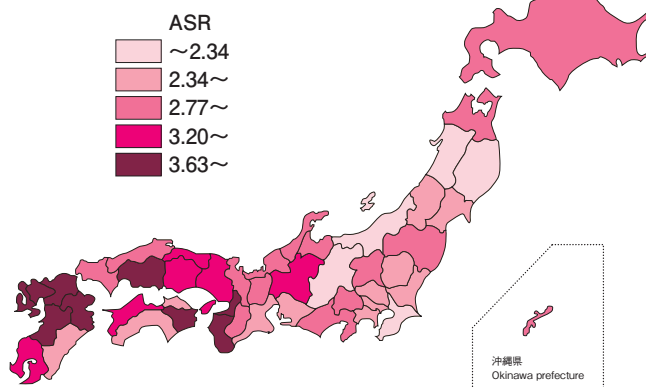 ASR
〜2.34
2.34〜
2.77〜
3.20〜
3.63〜
沖縄県
Okinawa prefecture